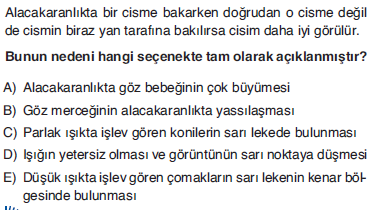 Alacakaranlıkta bir cisme bakarken doğrudan o cisme değil
de cismin biraz yan tarafına bakılırsa cisim daha iyi görülür.
Bunun nedeni hangi seçenekte tam olarak açıklanmıştır?
A) Alacakaranlıkta göz bebeğinin çok büyümesi
B) Göz merceğinin alacakaranlıkta yassılaşması
C) Parlak ışıkta işlev gören konilerin sarı lekede bulunması
D) Işığın yetersiz olması ve görüntünün sarı noktaya düşmesi
E) Düşük ışıkta işlev gören çomakların sarı lekenin kenar böl-
gesinde bulunması